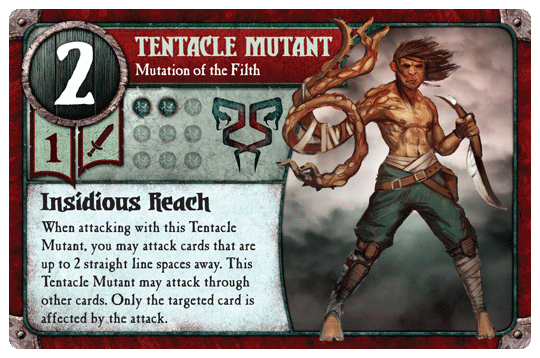 2
TENTACLE MUTANT
Mutation of the Filth
1
Insidious Reach
When attacking with this Tentacle
Mutant, you may attack cards that are
up to 2 straight line spaces away. This
Tentacle Mutant may attack through
other cards. Only the targeted card is
affected by the attack.